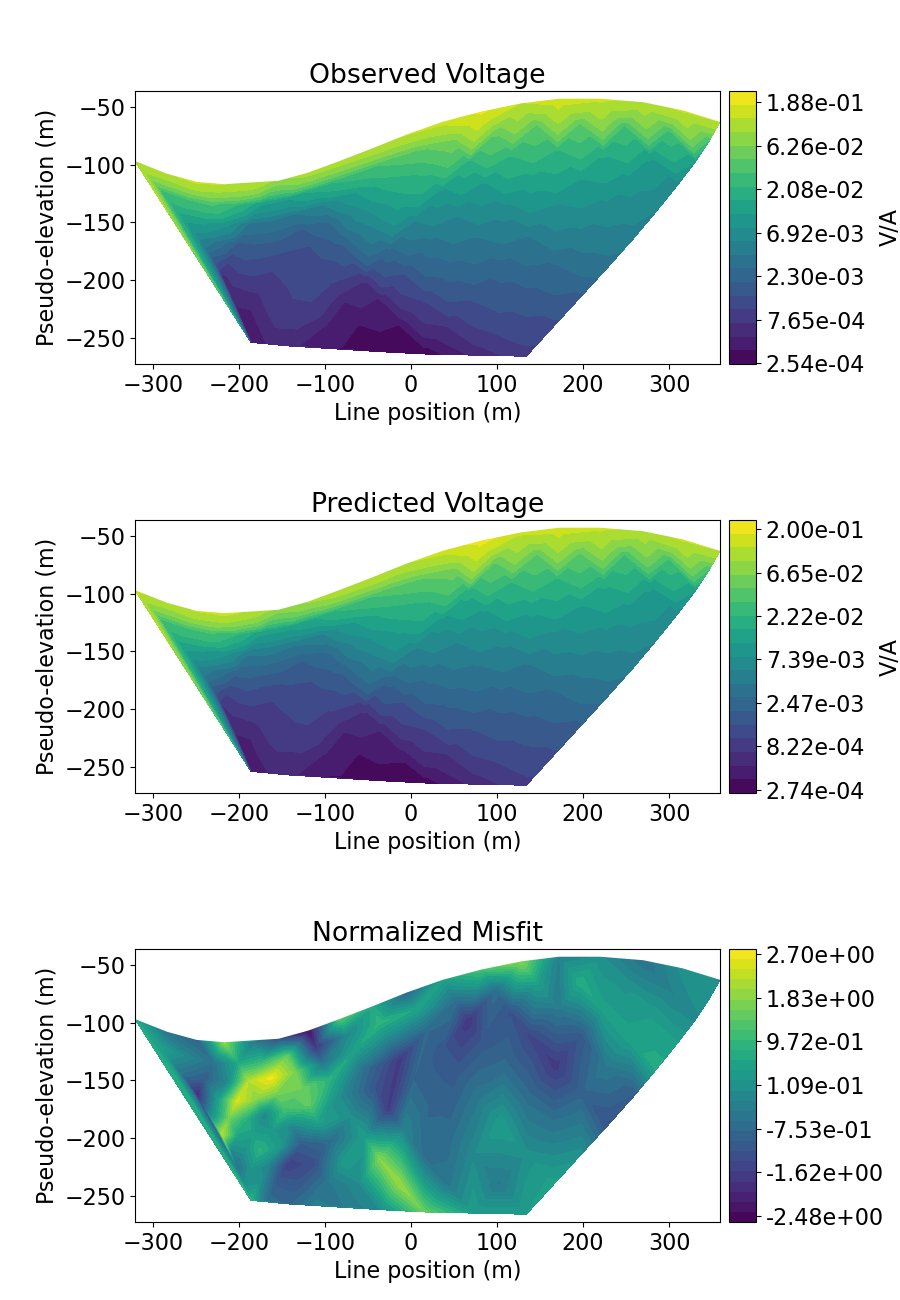 Observed Voltage
−50
−100
−150
−200
−250
Pseudo-elevation (m)
−300 −200 −100 0 100 200 300
Line position (m)
1.88e-01
6.26e-02
2.08e-02
6.92e-03
2.30e-03
7.65e-04
2.54e-04
V/A
Predicted Voltage
−50
−100
−150
−200
−250
Pseudo-elevation (m)
−300 −200 −100 0 100 200 300
Line position (m)
2.00e-01
6.65e-02
2.22e-02
7.39e-03
2.47e-03
8.22e-04
2.74e-04
V/A
Normalized Misfit
−50
−100
−150
−200
−250
Pseudo-elevation (m)
−300 −200 −100 0 100 200 300
Line position (m)
2.70e+00
1.83e+00
9.72e-01
1.09e-01
-7.53e-01
-1.62e+00
-2.48e+00